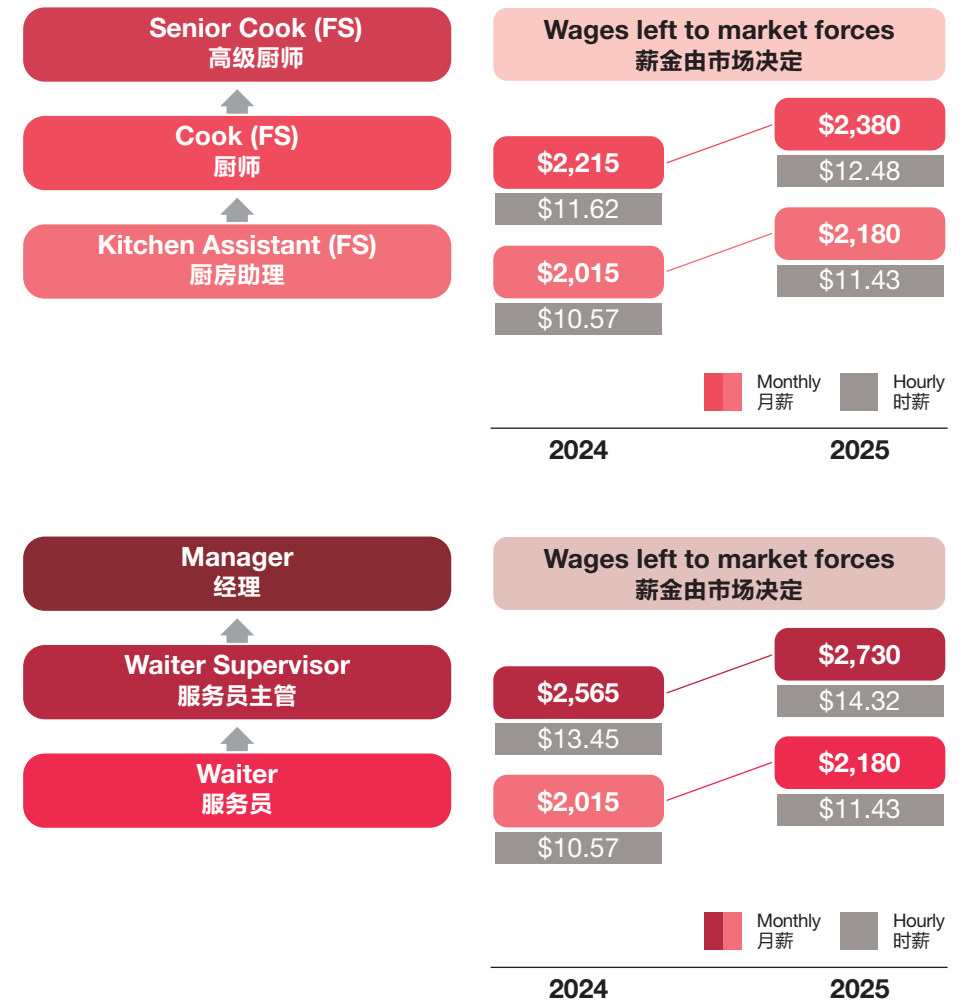 Senior Cook (FS)
高级厨师
Cook (FS)
厨师
Kitchen Assistant (FS)
厨房助理
Wages left to market forces
薪金由市场决定
$2,215
$11.62
$2,380
$12.48
$2,015
$10.57
$2,180
$11.43
Monthly
月薪
Hourly
时薪
2024
2025
Manager
经理
Waiter Supervisor
服务员主管
Waiter
服务员
Wages left to market forces
薪金由市场决定
$2,565
$13.45
$2,730
$14.32
$2,015
$10.57
$2,180
$11.43
Monthly
月薪
Hourly
时薪
2024
2025